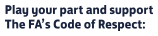 Play your part and support
The FA's Code of Respect: